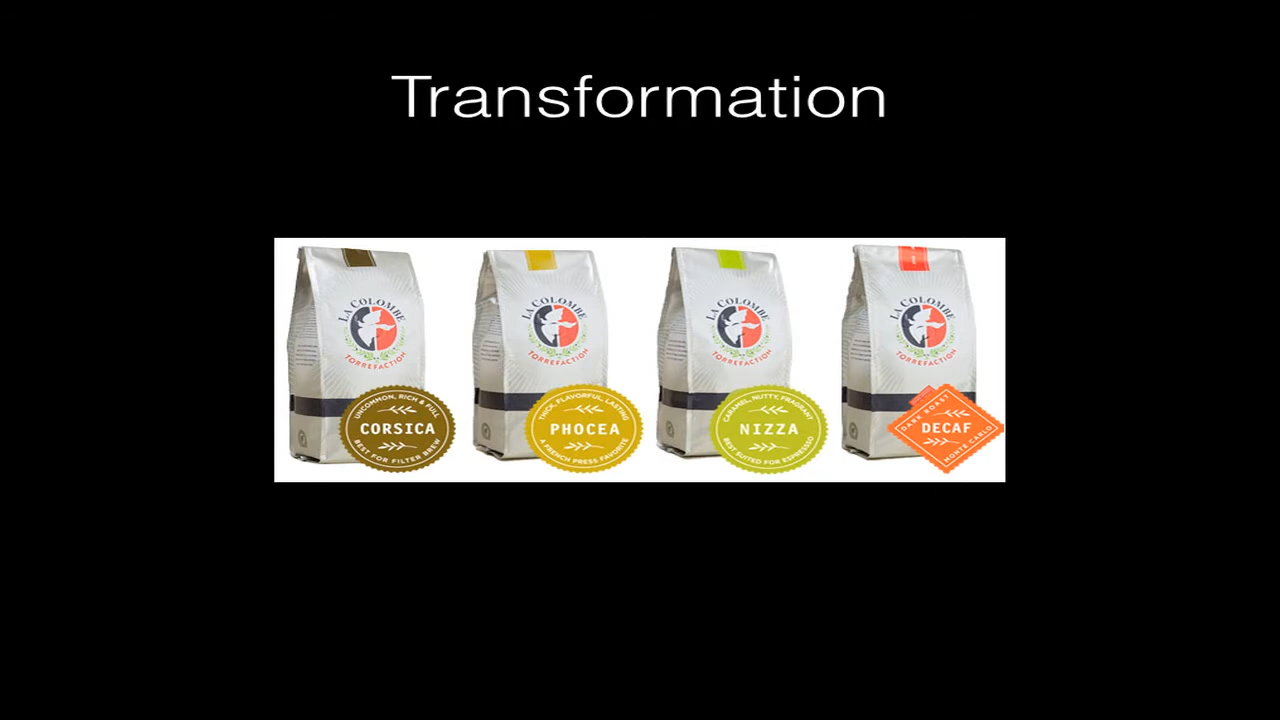 Transformation
LA COLOMBE
TORREFACTION
UNCOMMON, RICH & FULL
CORSICA
BEST FOR FILTER BREW
LA COLOMBE
TORREFACTION
THICK, FLAVORFUL, LASTING
PHOCEA
A FRENCH PRESS FAVORITE
LA COLOMBE
TORREFACTION
CARAMEL, NUTTY, FRAGRANT
NIZZA
BEST SUITED FOR ESPRESSO
LA COLOMBE
TORREFACTION
DARK ROAST
DECAF
MONTE CARLO